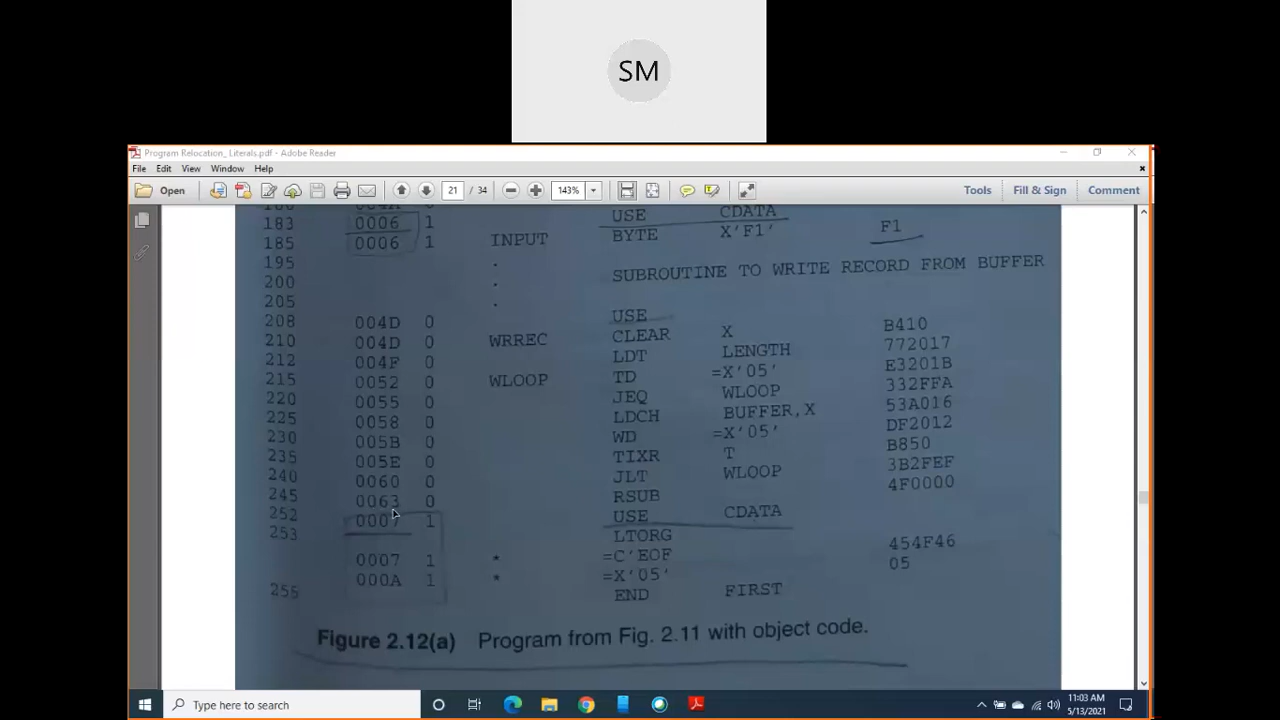 SM
Program Relocation_ Literals.pdf - Adobe Reader
File Edit View Window Help
Open 21 / 34 143% Tools Fill & Sign Comment
183 0006 1 USE CDATA
185 0006 1 INPUT BYTE X'F1' F1
195 .
200 . SUBROUTINE TO WRITE RECORD FROM BUFFER
205 .
208 004D 0 USE
210 004D 0 WRREC CLEAR X B410
212 004F 0 LDT LENGTH 772017
215 0052 0 WLOOP TD =X'05' E3201B
220 0055 0 JEQ WLOOP 332FFA
225 0058 0 LDCH BUFFER,X 53A016
230 005B 0 WD =X'05' DF2012
235 005E 0 TIXR T B850
240 0060 0 JLT WLOOP 3B2FEF
245 0063 0 RSUB 4F0000
252 0007 1 USE CDATA
253 LTORG
0007 1 * =C'EOF 454F46
000A 1 * =X'05' 05
255 END FIRST
Figure 2.12(a) Program from Fig. 2.11 with object code.
Type here to search
11:03 AM
5/13/2021